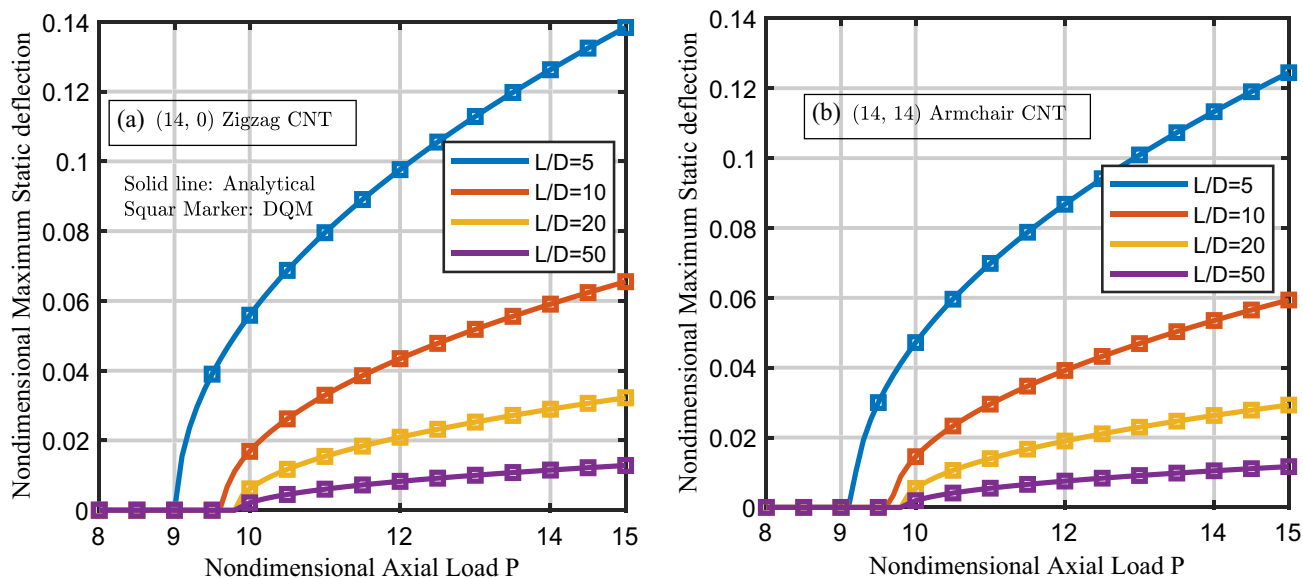 Nondimensional Maximum Static deflection
0.14
0.12
0.1
0.08
0.06
0.04
0.02
0
(a) (14, 0) Zigzag CNT
Solid line: Analytical
Squar Marker: DQM
L/D=5
L/D=10
L/D=20
L/D=50
8 9 10 12 14 15
Nondimensional Axial Load P
Nondimensional Maximum Static deflection
0.14
0.12
0.1
0.08
0.06
0.04
0.02
0
(b) (14, 14) Armchair CNT
L/D=5
L/D=10
L/D=20
L/D=50
8 9 10 12 14 15
Nondimensional Axial Load P